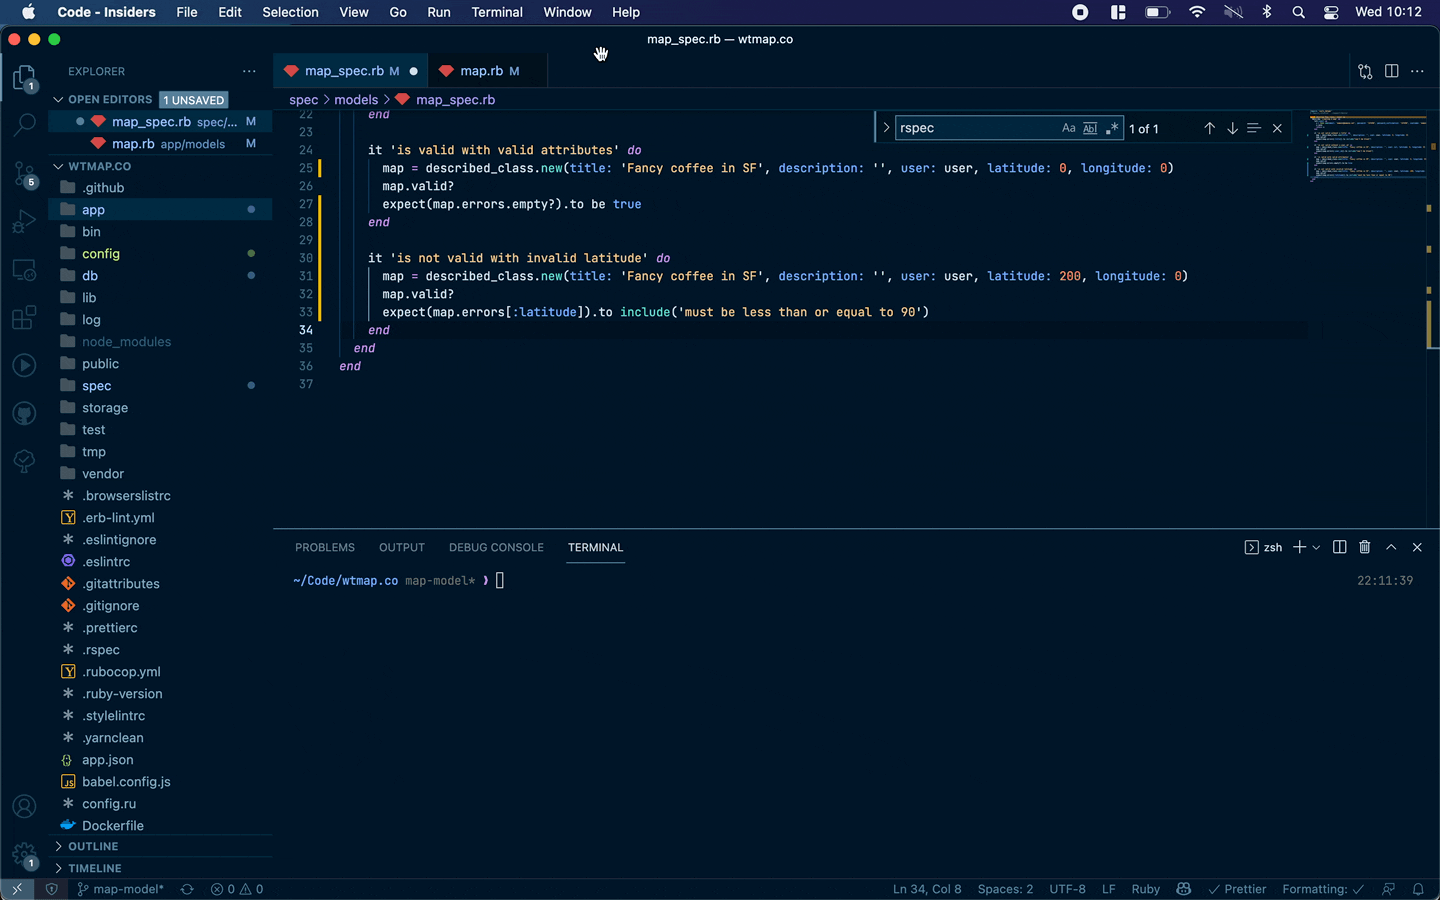 Code - Insiders File Edit Selection View Go Run Terminal Window Help Wed 10:12
map_spec.rb — wtmap.co
EXPLORER ...
map_spec.rb M
map.rb M
OPEN EDITORS 1 UNSAVED
map_spec.rb spec/... M
map.rb app/models M
WTMAP.CO
.github
app
bin
config
db
lib
log
node_modules
public
spec
storage
test
tmp
vendor
.browserslistrc
.erb-lint.yml
.eslintignore
.eslintrc
.gitattributes
.gitignore
.prettierc
.rspec
.rubocop.yml
.ruby-version
.stylelintrc
.yarnclean
app.json
babel.config.js
config.ru
Dockerfile
OUTLINE
TIMELINE
1
5
1
spec > models > map_spec.rb
rspec Aa Ab .* 1 of 1
22 end
23
24 it 'is valid with valid attributes' do
25 map = described_class.new(title: 'Fancy coffee in SF', description: '', user: user, latitude: 0, longitude: 0)
26 map.valid?
27 expect(map.errors.empty?).to be true
28 end
29
30 it 'is not valid with invalid latitude' do
31 map = described_class.new(title: 'Fancy coffee in SF', description: '', user: user, latitude: 200, longitude: 0)
32 map.valid?
33 expect(map.errors[:latitude]).to include('must be less than or equal to 90')
34 end
35 end
36 end
37
PROBLEMS OUTPUT DEBUG CONSOLE TERMINAL zsh
~/Code/wtmap.co map-model* ❯ 22:11:39
map-model* 0 0 Ln 34, Col 8 Spaces: 2 UTF-8 LF Ruby Prettier Formatting: ✓